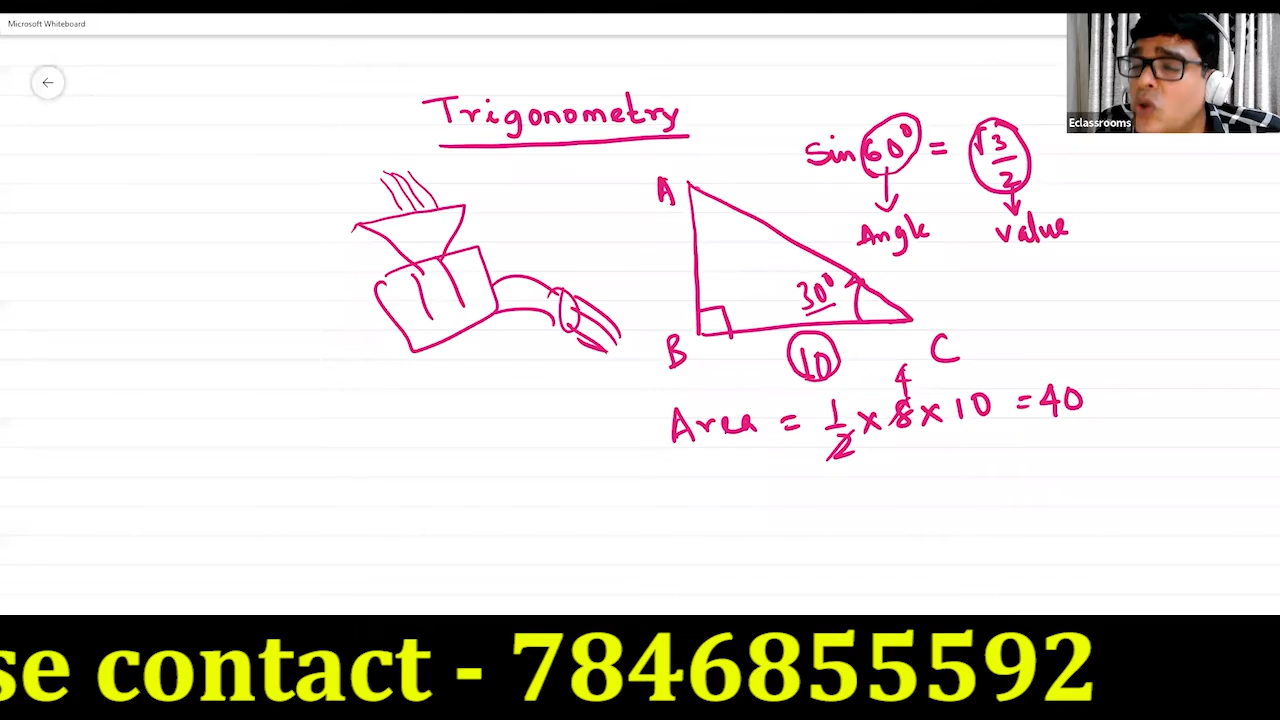 Microsoft Whiteboard
Eclassrooms
Trigonometry
sin 60° = √3/2
Angle
value
A
30°
B
10
C
4
Area = 1/2 × 8 × 10 = 40
se contact - 7846855592